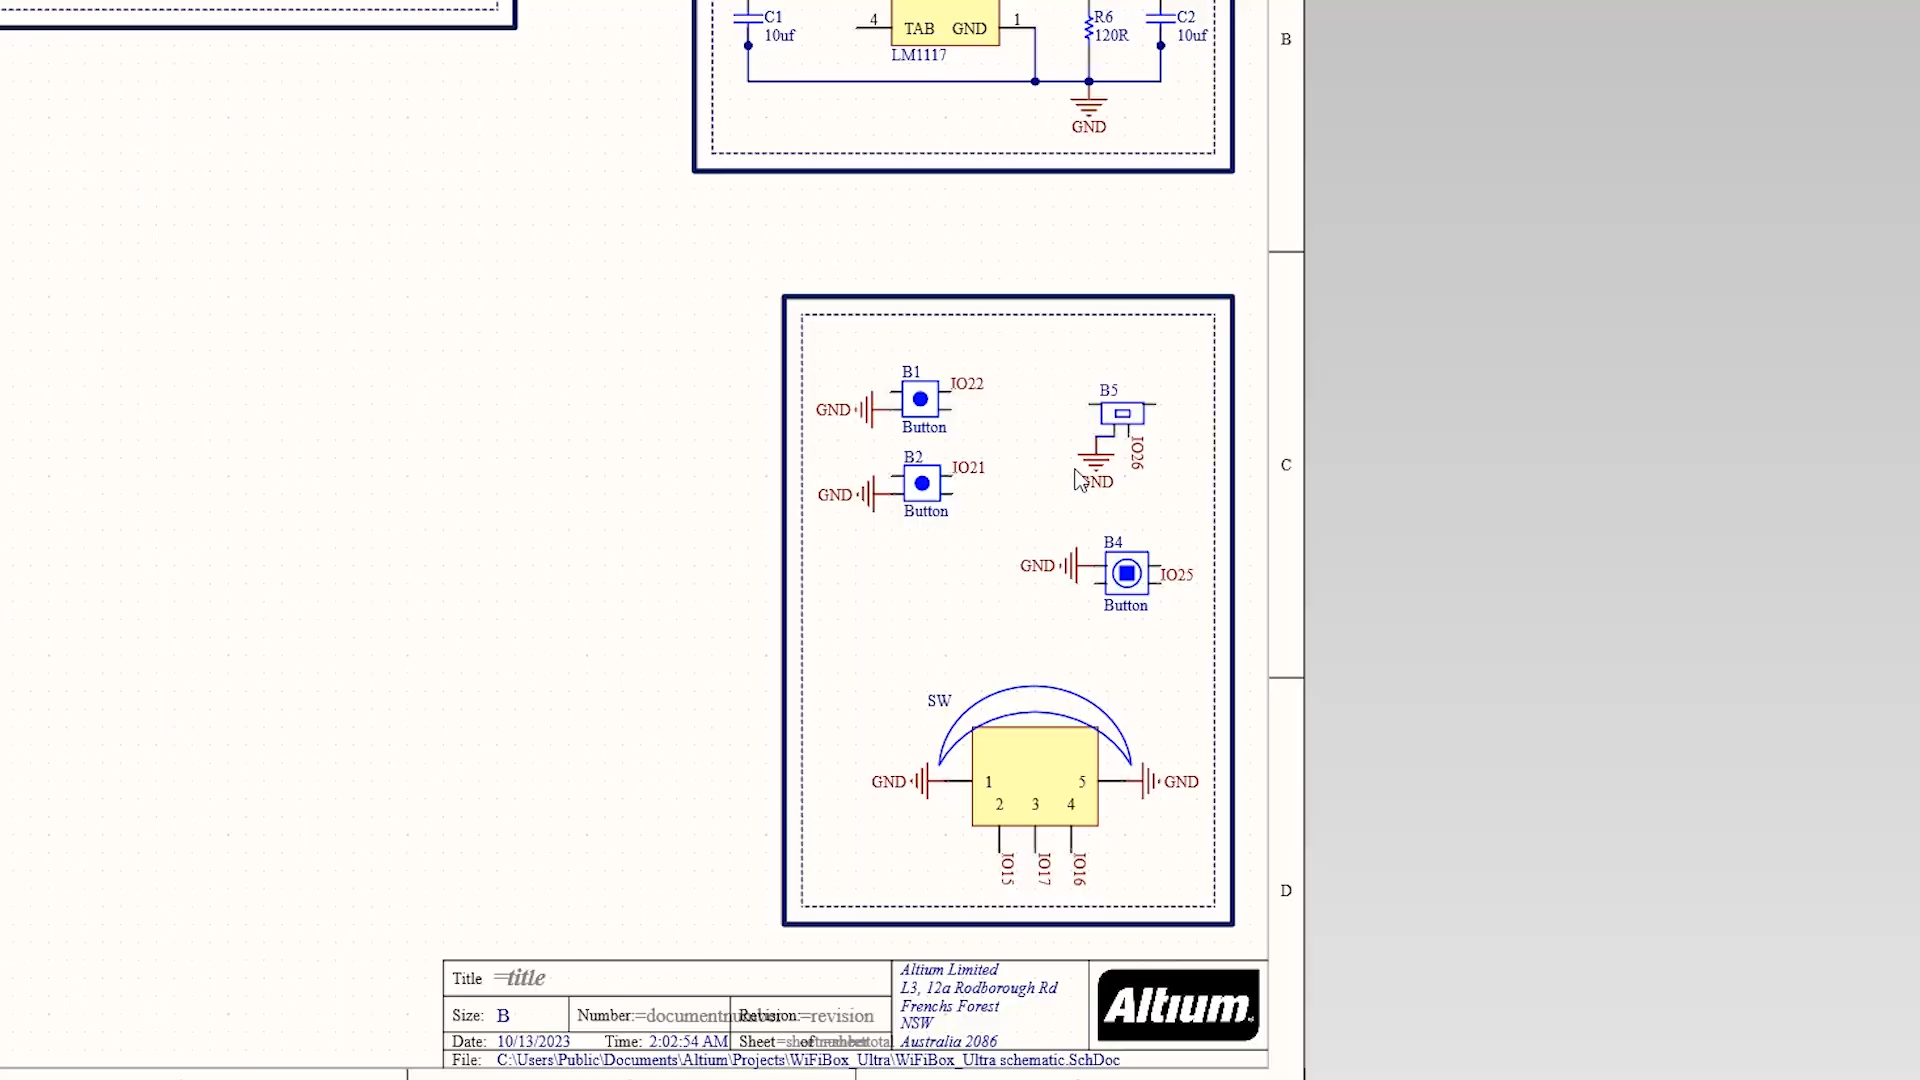 C1
10uf
4
TAB GND
1
LM1117
R6
120R
C2
10uf
GND
B
B1
IO22
GND
Button
B2
IO21
GND
Button
B5
IO26
GND
C
B4
GND
IO25
Button
SW
GND
1
5
GND
2 3 4
IO15
IO17
IO16
D
Title =title
Size: B
Number:=documentnumber
Revision:=revision
Date: 10/13/2023 Time: 2:02:54 AM
Sheet
File: C:\Users\Public\Documents\Altium\Projects\WiFiBox_Ultra\WiFiBox_Ultra schematic.SchDoc
Altium Limited
L3, 12a Rodborough Rd
Frenchs Forest
NSW
Australia 2086
Altium